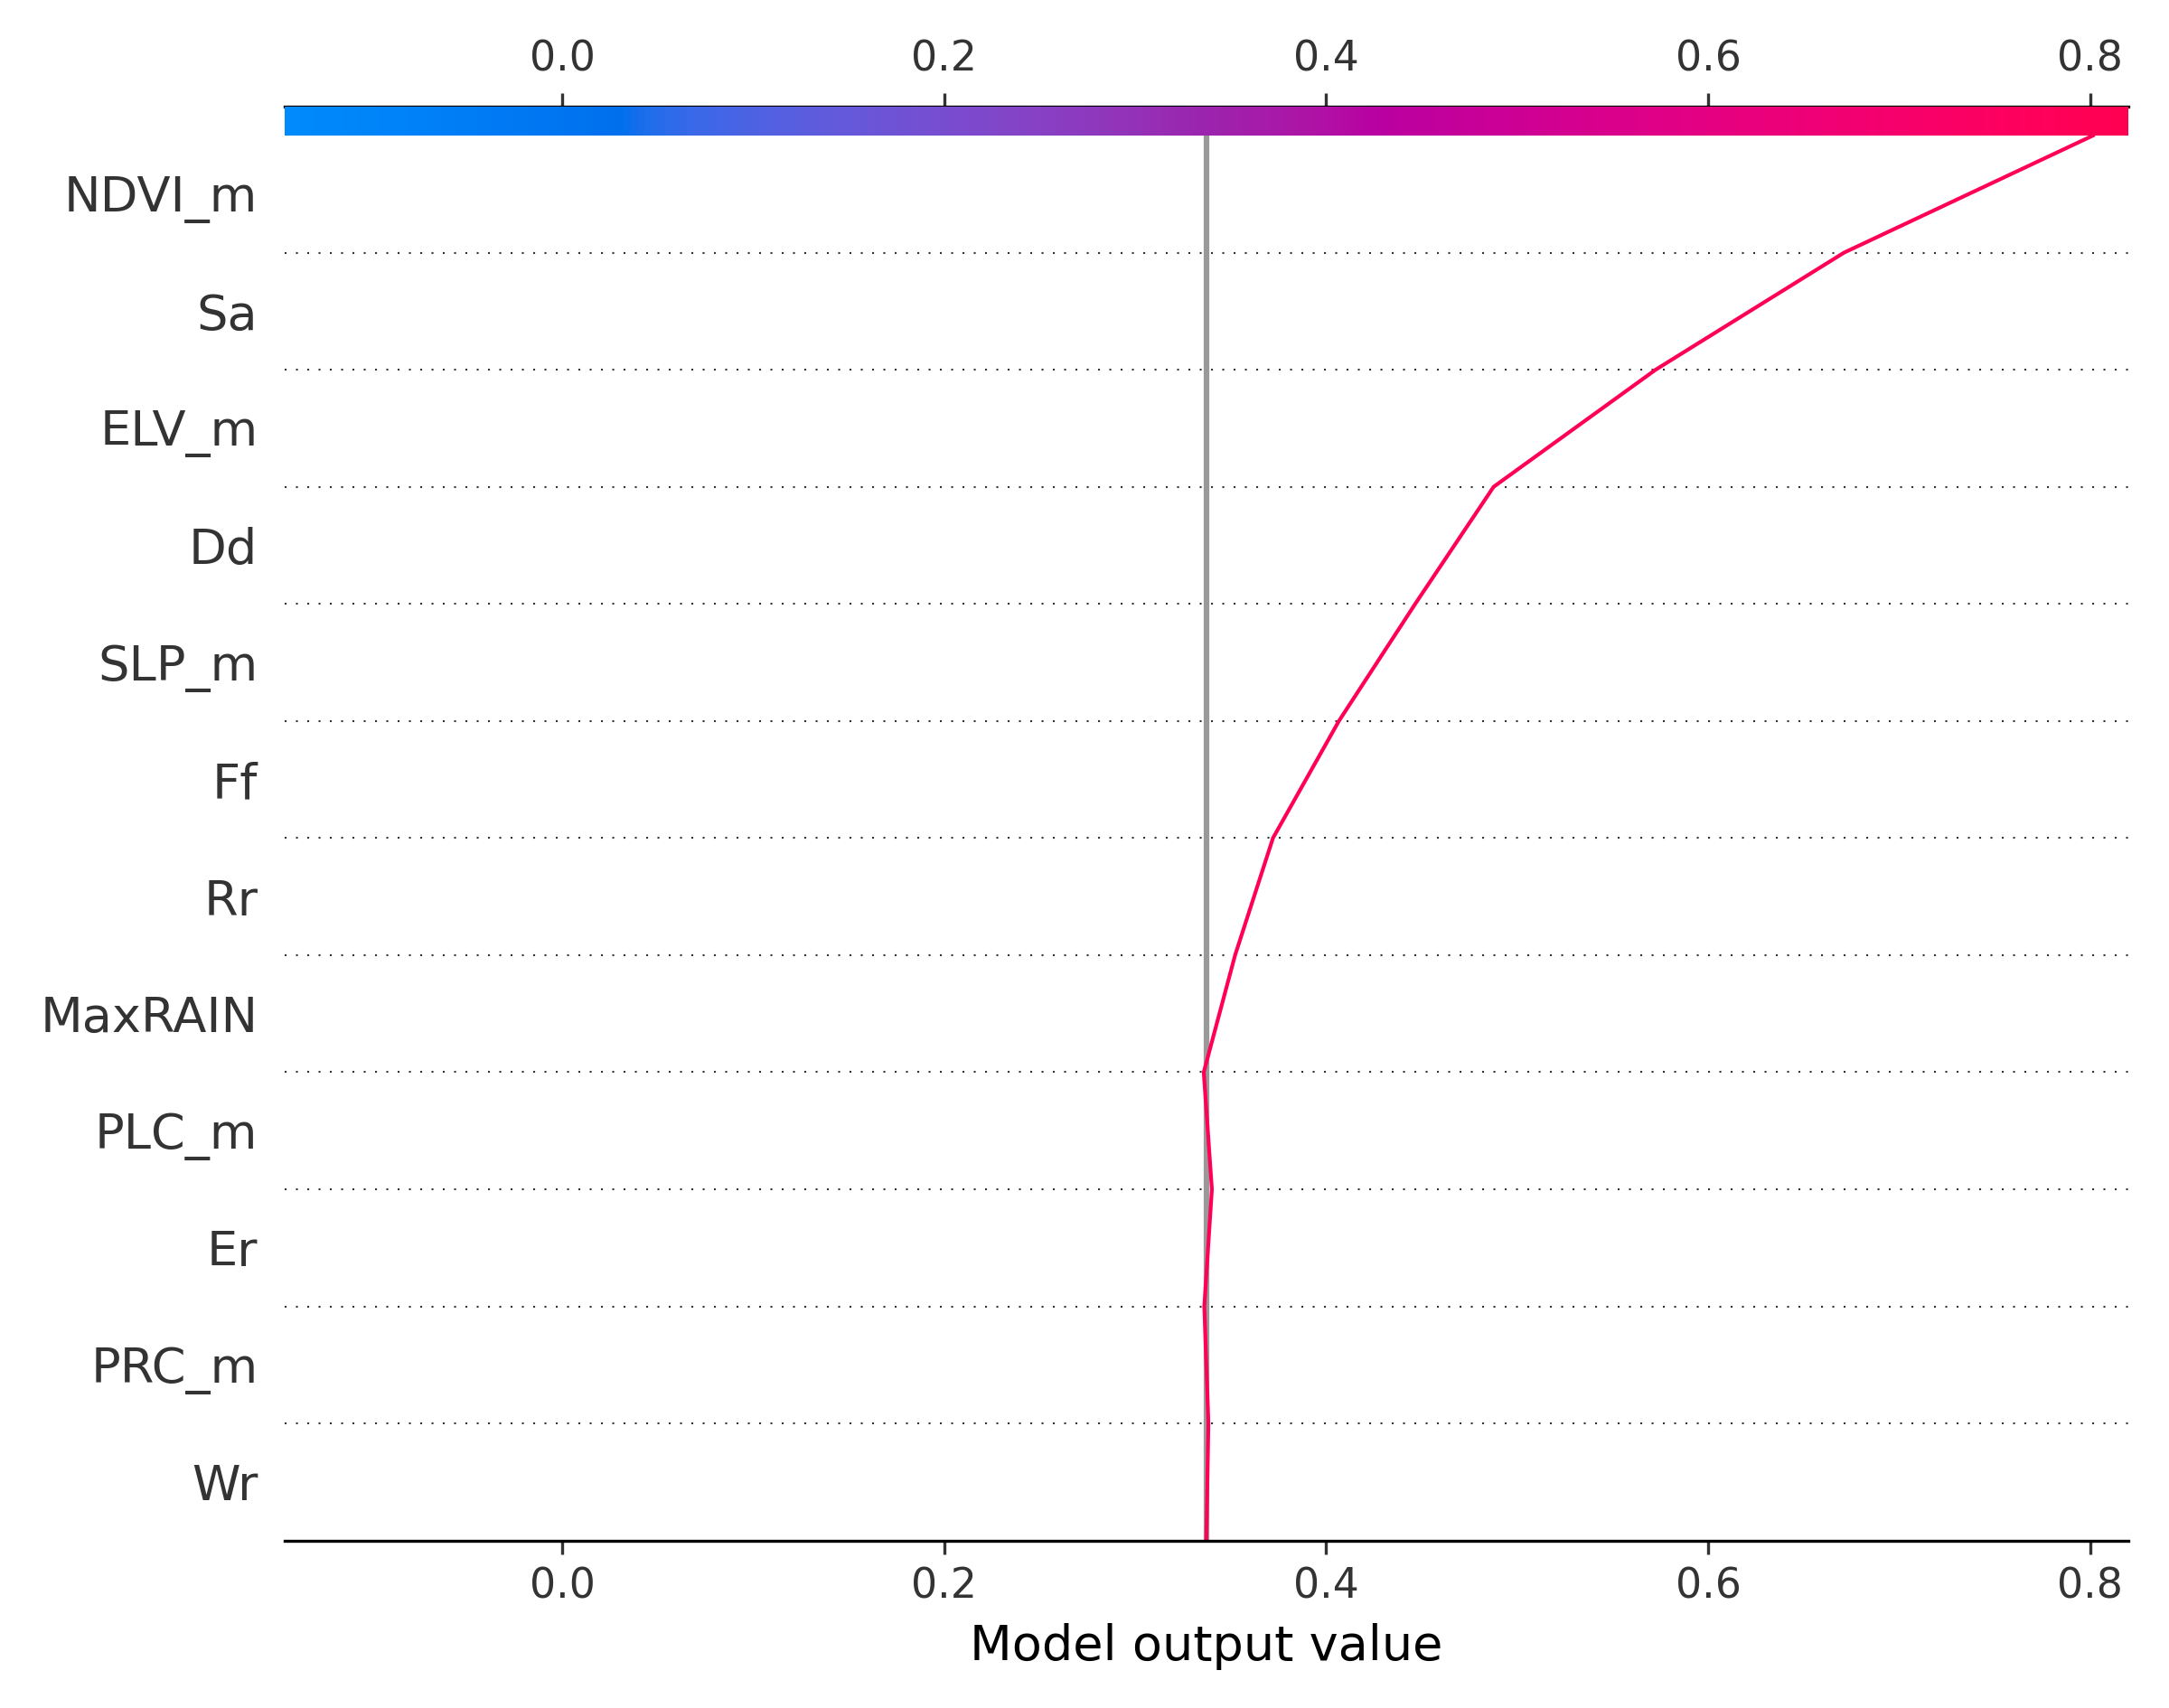 0.0 0.2 0.4 0.6 0.8
NDVI_m
Sa
ELV_m
Dd
SLP_m
Ff
Rr
MaxRAIN
PLC_m
Er
PRC_m
Wr
0.0 0.2 0.4 0.6 0.8
Model output value